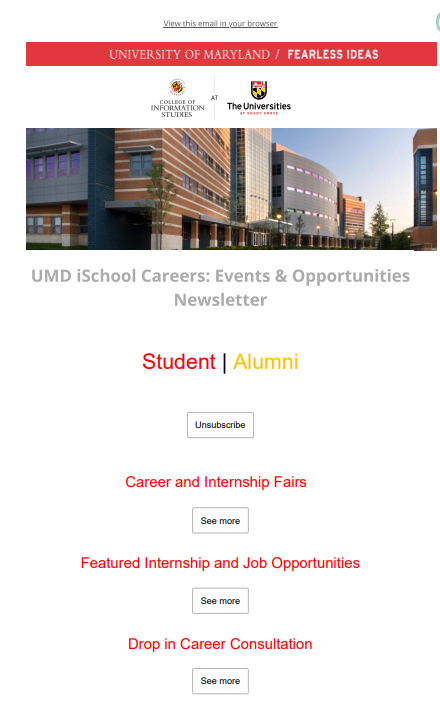 View this email in your browser
UNIVERSITY OF MARYLAND / FEARLESS IDEAS
COLLEGE OF
INFORMATION
STUDIES
AT
The Universities
AT SHADY GROVE
UMD iSchool Careers: Events & Opportunities
Newsletter
Student | Alumni
Unsubscribe
Career and Internship Fairs
See more
Featured Internship and Job Opportunities
See more
Drop in Career Consultation
See more